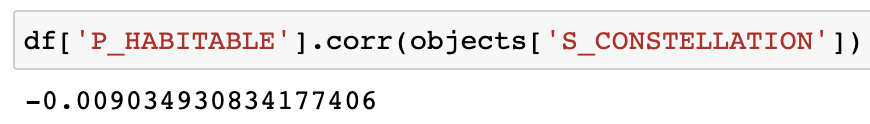 df['P_HABITABLE'].corr(objects['S_CONSTELLATION'])
-0.009034930834177406